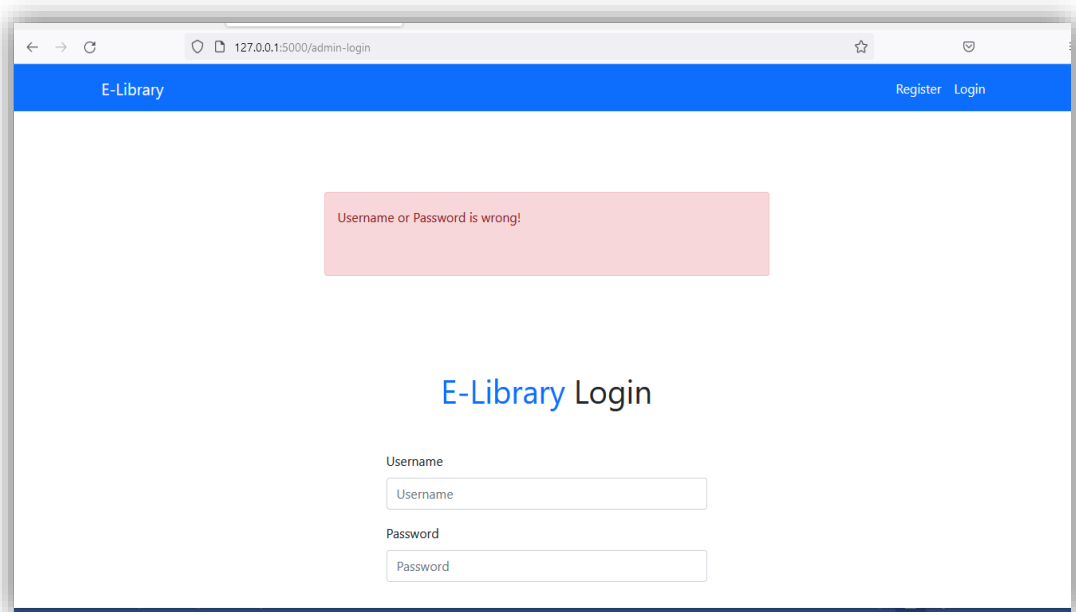 127.0.0.1:5000/admin-login
E-Library Register Login
Username or Password is wrong!
E-Library Login
Username
Username
Password
Password